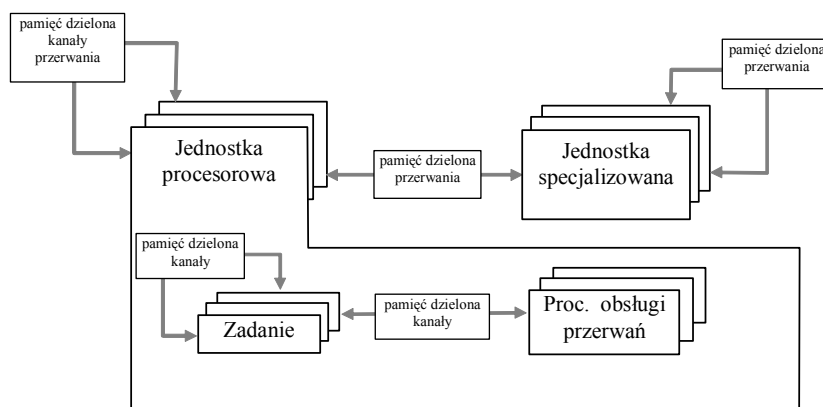 pamięć dzielona
kanały
przerwania
pamięć dzielona
przerwania
Jednostka
procesorowa
pamięć dzielona
przerwania
Jednostka
specjalizowana
pamięć dzielona
kanały
Zadanie
pamięć dzielona
kanały
Proc. obsługi
przerwań